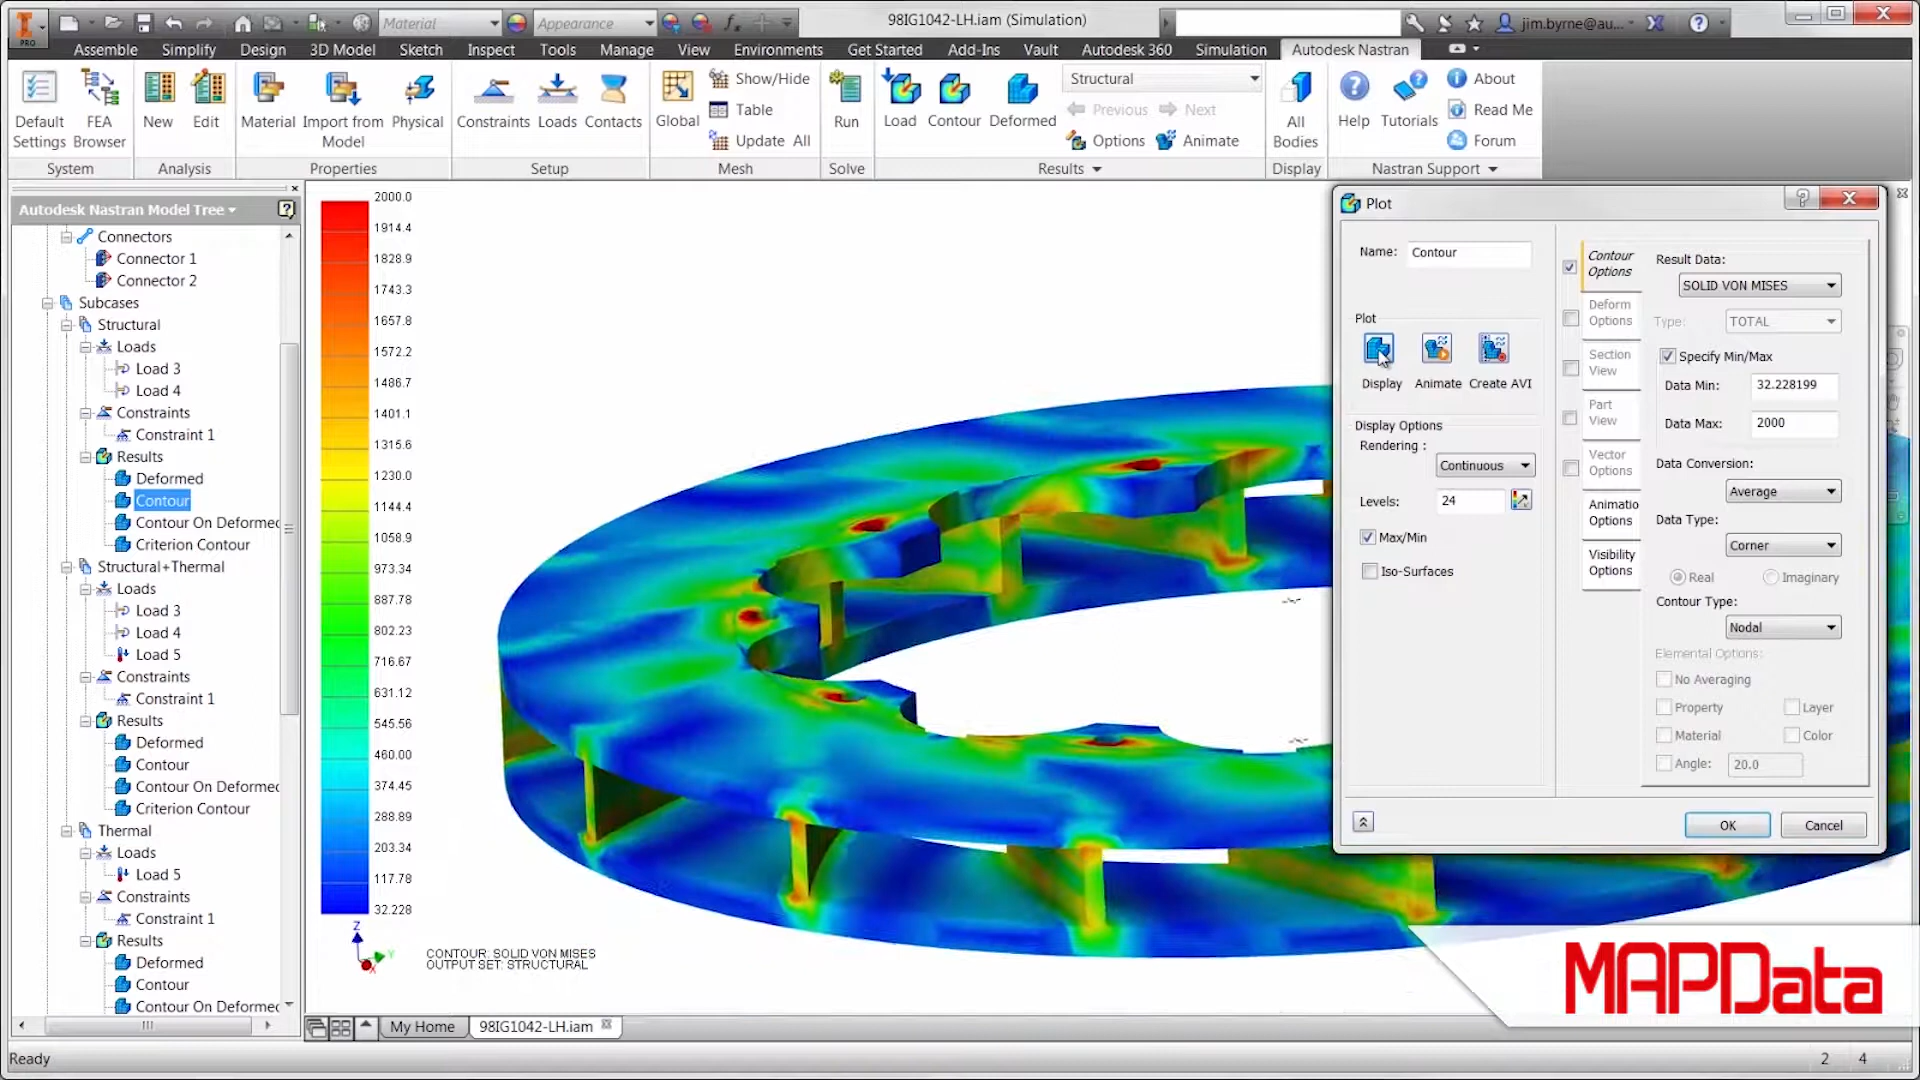 Material
Appearance
98IG1042-LH.iam (Simulation)
jim.byrne@au...
PRO
Assemble Simplify Design 3D Model Sketch Inspect Tools Manage View Environments Get Started Add-Ins Vault Autodesk 360 Simulation Autodesk Nastran
Default Settings
FEA Browser
New
Edit
Material
Import from Model
Physical
Constraints
Loads
Contacts
Global
Show/Hide
Table
Update All
Run
Load
Contour
Deformed
Structural
Previous
Next
Options
Animate
All Bodies
Help
Tutorials
About
Read Me
Forum
System
Analysis
Properties
Setup
Mesh
Solve
Results
Display
Nastran Support
Autodesk Nastran Model Tree
Connectors
Connector 1
Connector 2
Subcases
Structural
Loads
Load 3
Load 4
Constraints
Constraint 1
Results
Deformed
Contour
Contour On Deformed
Criterion Contour
Structural+Thermal
Loads
Load 3
Load 4
Load 5
Constraints
Constraint 1
Results
Deformed
Contour
Contour On Deformed
Criterion Contour
Thermal
Loads
Load 5
Constraints
Constraint 1
Results
Deformed
Contour
Contour On Deformed
2000.0
1914.4
1828.9
1743.3
1657.8
1572.2
1486.7
1401.1
1315.6
1230.0
1144.4
1058.9
973.34
887.78
802.23
716.67
631.12
545.56
460.00
374.45
288.89
203.34
117.78
32.228
Z
Y
X
CONTOUR: SOLID VON MISES
OUTPUT SET: STRUCTURAL
Plot
Name: Contour
Plot
Display
Animate
Create AVI
Display Options
Rendering :
Continuous
Levels: 24
Max/Min
Iso-Surfaces
Contour Options
Deform Options
Section View
Part View
Vector Options
Animatio Options
Visibility Options
Result Data:
SOLID VON MISES
Type: TOTAL
Specify Min/Max
Data Min: 32.228199
Data Max: 2000
Data Conversion:
Average
Data Type:
Corner
Real
Imaginary
Contour Type:
Nodal
Elemental Options:
No Averaging
Property
Layer
Material
Color
Angle: 20.0
OK
Cancel
MAPData
My Home
98IG1042-LH.iam
Ready
2 4